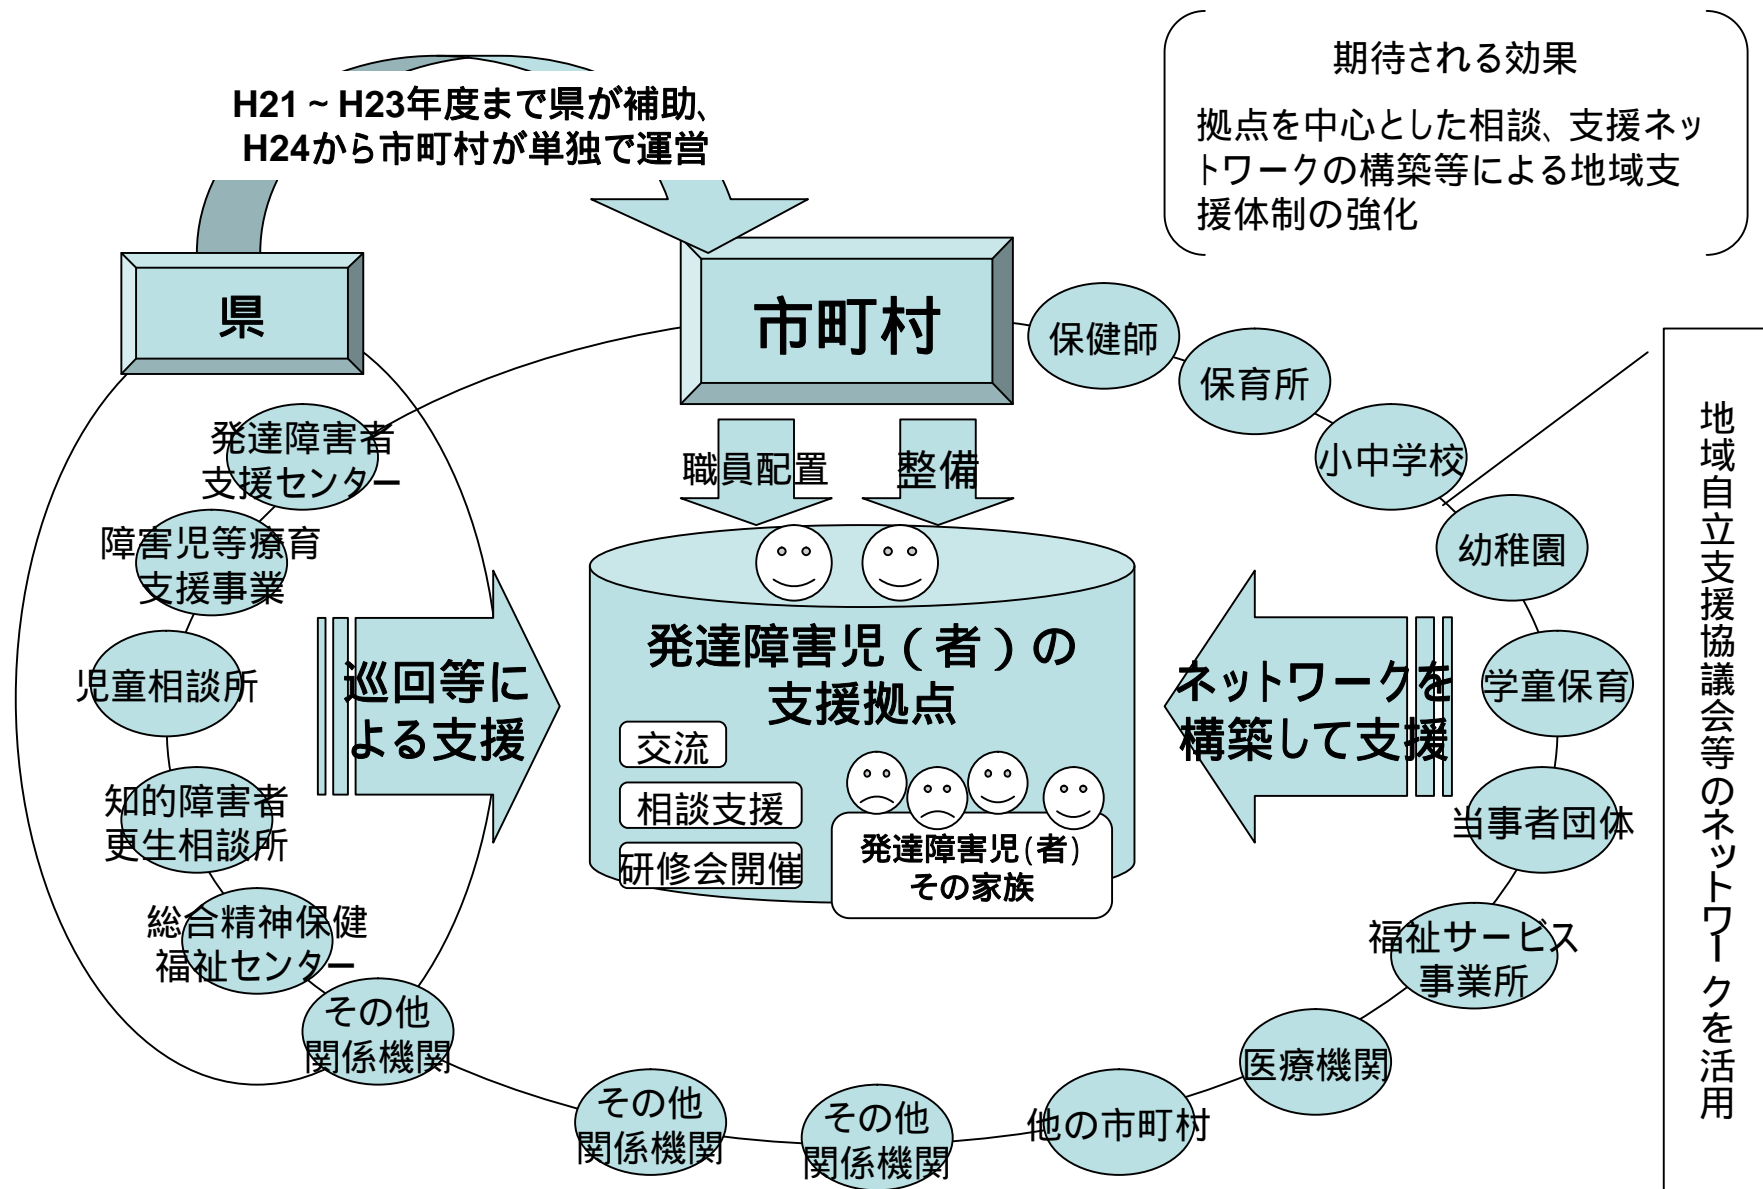 期待される効果
拠点を中心とした相談、支援ネッ
トワークの構築等による地域支
援体制の強化
H21~H23年度まで県が補助、
H24から市町村が単独で運営
県
市町村
保健師
保育所
小中学校
幼稚園
学童保育
当事者団体
福祉サービス
事業所
医療機関
他の市町村
その他
関係機関
その他
関係機関
その他
関係機関
総合精神保健
福祉センター
知的障害者
更生相談所
児童相談所
障害児等療育
支援事業
発達障害者
支援センター
職員配置
整備
巡回等に
よる支援
発達障害児(者)の
支援拠点
交流
相談支援
研修会開催
発達障害児(者)
その家族
ネットワークを
構築して支援
地域自立支援協議会等のネットワークを活用